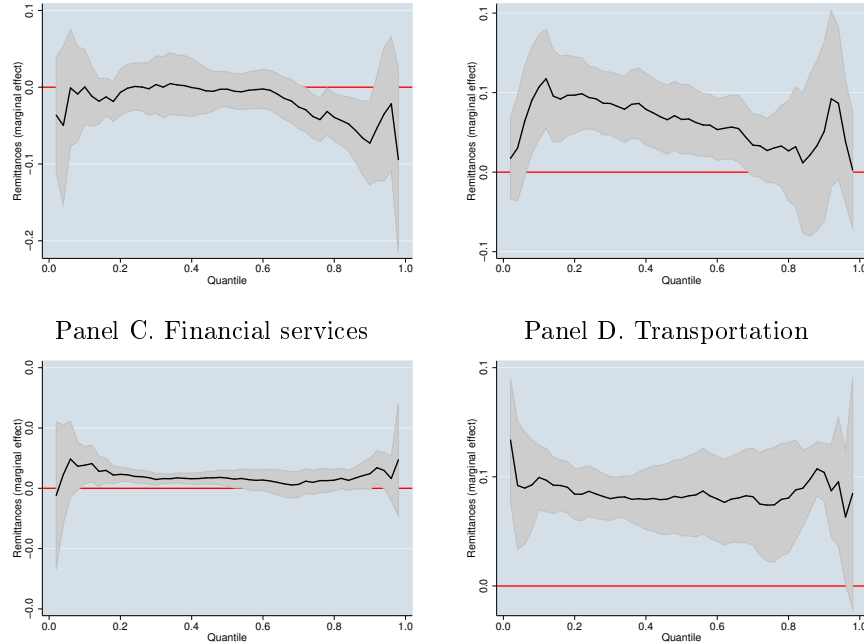 0.1
0.0
−0.1
−0.2
Remittances (marginal effect)
0.0 0.2 0.4 0.6 0.8 1.0
Quantile
0.1
0.1
0.0
−0.1
Remittances (marginal effect)
0.0 0.2 0.4 0.6 0.8 1.0
Quantile
Panel C. Financial services
0.0
0.0
0.0
−0.0
−0.0
Remittances (marginal effect)
0.0 0.2 0.4 0.6 0.8 1.0
Quantile
Panel D. Transportation
0.1
0.1
0.0
Remittances (marginal effect)
0.0 0.2 0.4 0.6 0.8 1.0
Quantile